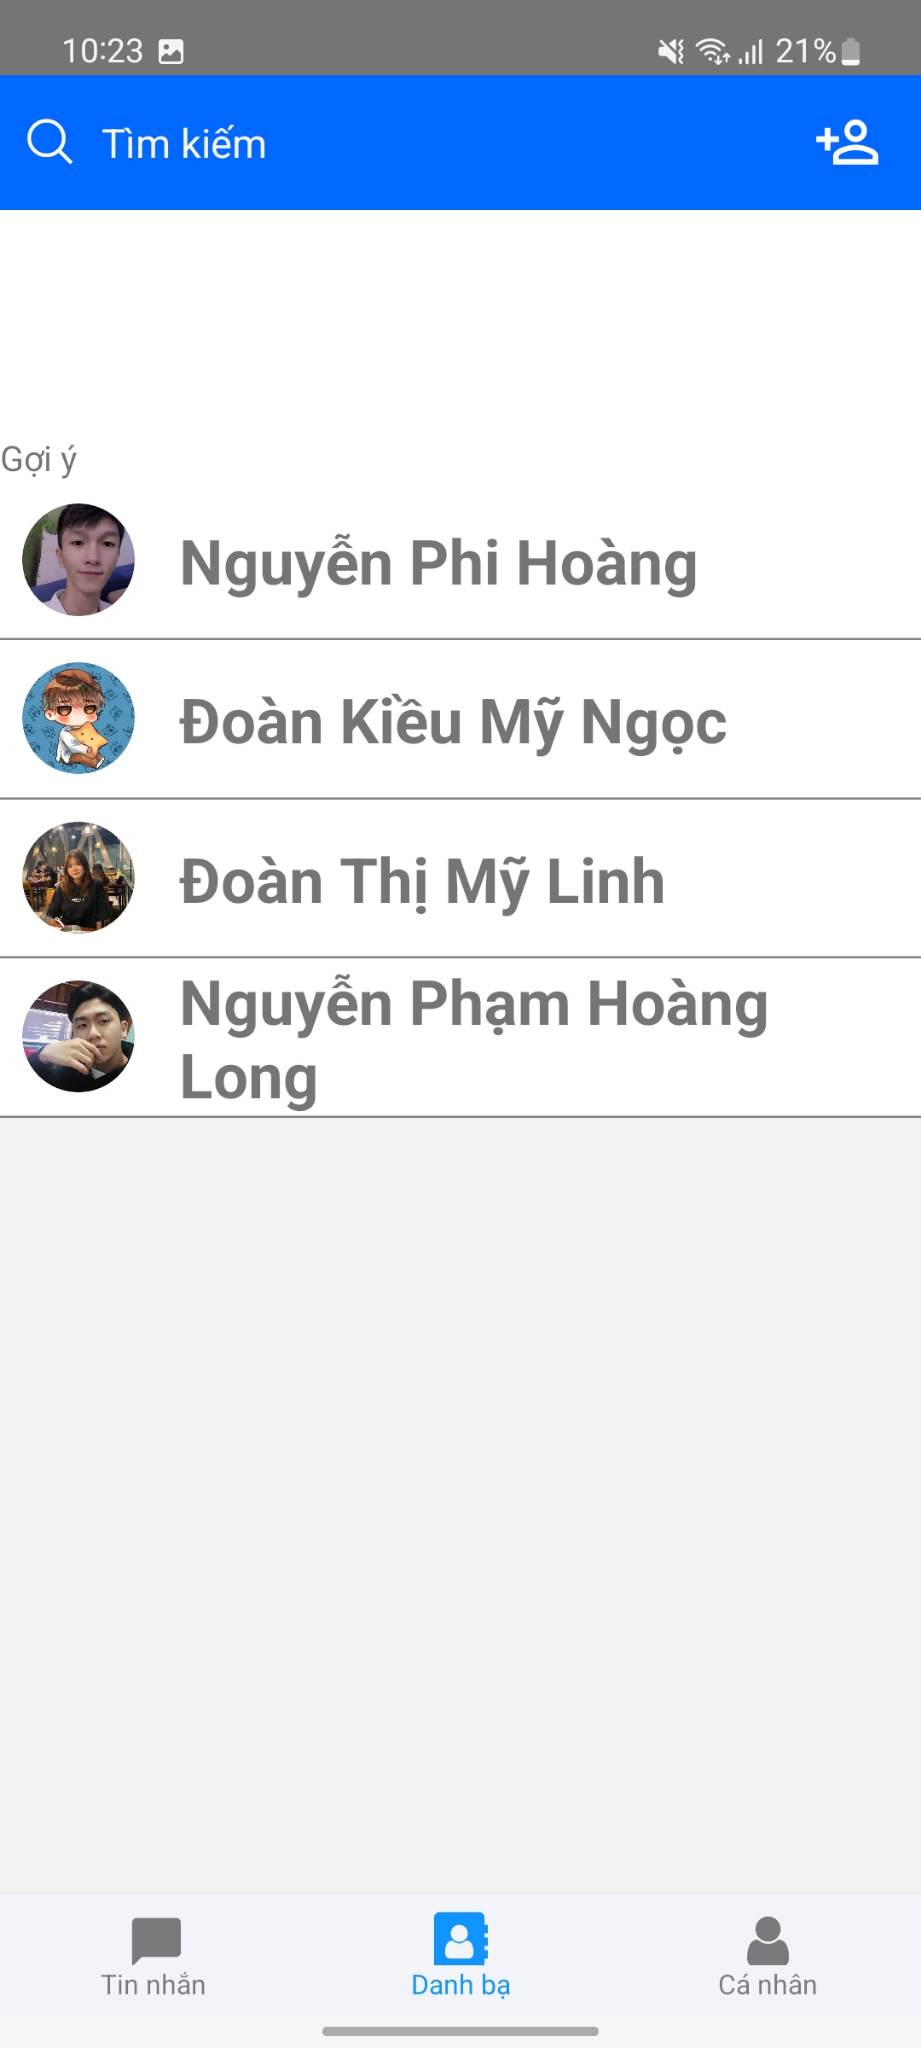 10:23
21%
Tìm kiếm
Gợi ý
Nguyễn Phi Hoàng
Đoàn Kiều Mỹ Ngọc
Đoàn Thị Mỹ Linh
Nguyễn Phạm Hoàng
Long
Tin nhắn
Danh bạ
Cá nhân